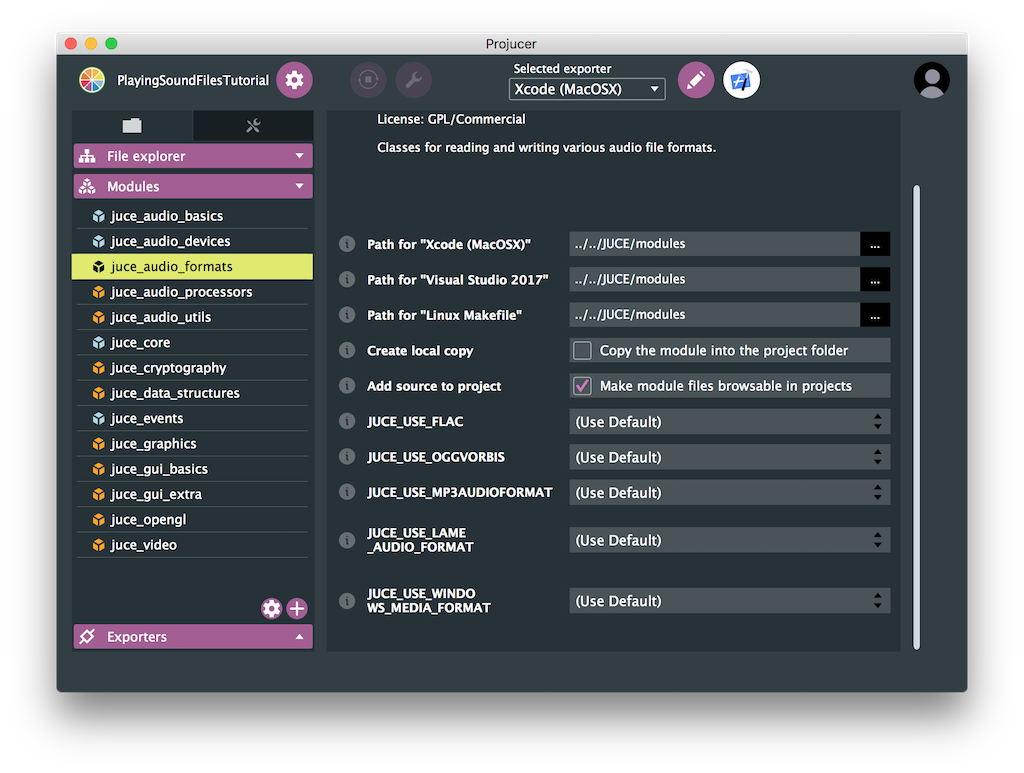 Projucer
PlayingSoundFilesTutorial
Selected exporter
Xcode (MacOSX)
File explorer
Modules
juce_audio_basics
juce_audio_devices
juce_audio_formats
juce_audio_processors
juce_audio_utils
juce_core
juce_cryptography
juce_data_structures
juce_events
juce_graphics
juce_gui_basics
juce_gui_extra
juce_opengl
juce_video
Exporters
License: GPL/Commercial
Classes for reading and writing various audio file formats.
Path for "Xcode (MacOSX)" ../../JUCE/modules ...
Path for "Visual Studio 2017" ../../JUCE/modules ...
Path for "Linux Makefile" ../../JUCE/modules ...
Create local copy Copy the module into the project folder
Add source to project Make module files browsable in projects
JUCE_USE_FLAC (Use Default)
JUCE_USE_OGGVORBIS (Use Default)
JUCE_USE_MP3AUDIOFORMAT (Use Default)
JUCE_USE_LAME
_AUDIO_FORMAT (Use Default)
JUCE_USE_WINDO
WS_MEDIA_FORMAT (Use Default)